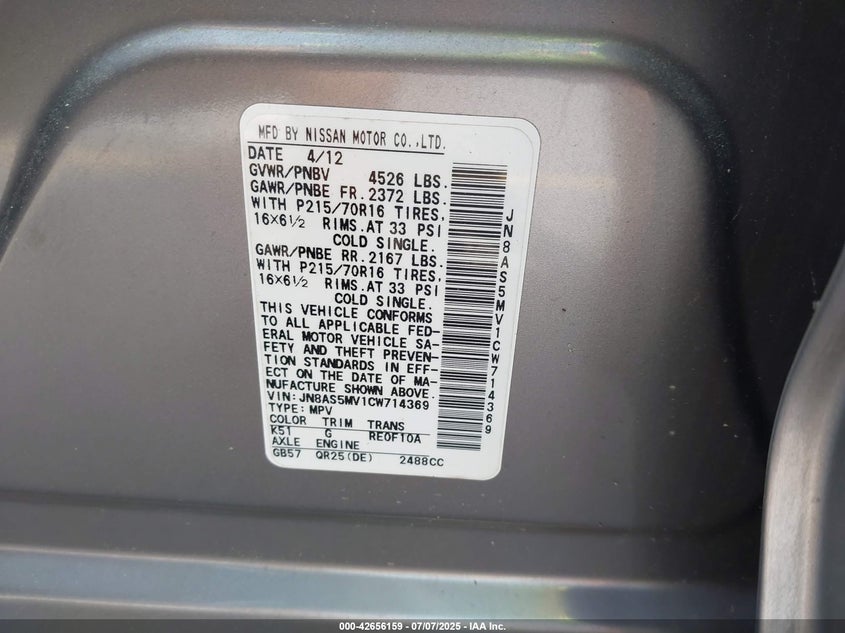 MFD BY NISSAN MOTOR CO.,LTD.
DATE 4/12
GVWR/PNBV 4526 LBS.
GAWR/PNBE FR.2372 LBS.
WITH P215/70R16 TIRES,
16×6½ RIMS.AT 33 PSI
COLD SINGLE.
GAWR/PNBE RR.2167 LBS.
WITH P215/70R16 TIRES,
16×6½ RIMS.AT 33 PSI
COLD SINGLE.
THIS VEHICLE CONFORMS
TO ALL APPLICABLE FED-
ERAL MOTOR VEHICLE SA-
FETY AND THEFT PREVEN-
TION STANDARDS IN EFF-
ECT ON THE DATE OF MA-
NUFACTURE SHOWN ABOVE.
VIN:JN8AS5MV1CW714369
TYPE:MPV
COLOR TRIM TRANS
K51 G RE0F10A
AXLE ENGINE
GB57 QR25(DE) 2488CC
JN8AS5MV1CW714369
000-42656159 - 07/07/2025 - IAA Inc.